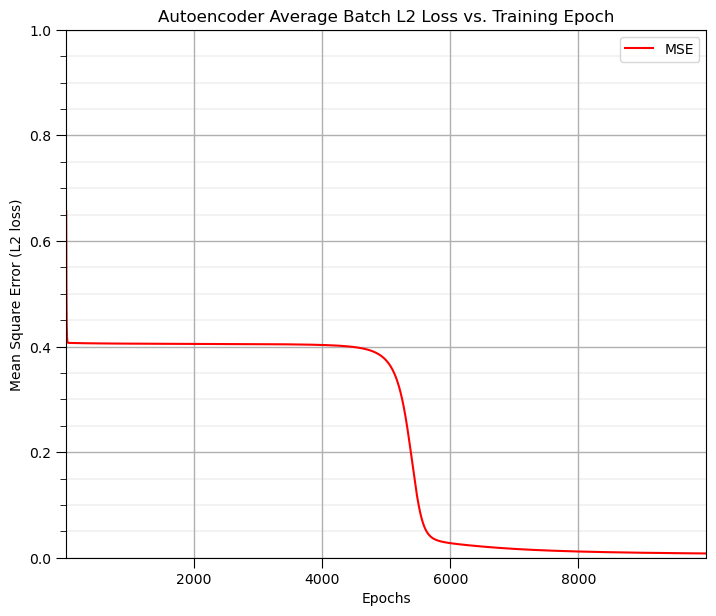 Autoencoder Average Batch L2 Loss vs. Training Epoch
MSE
Mean Square Error (L2 loss)
1.0
0.8
0.6
0.4
0.2
0.0
2000 4000 6000 8000
Epochs